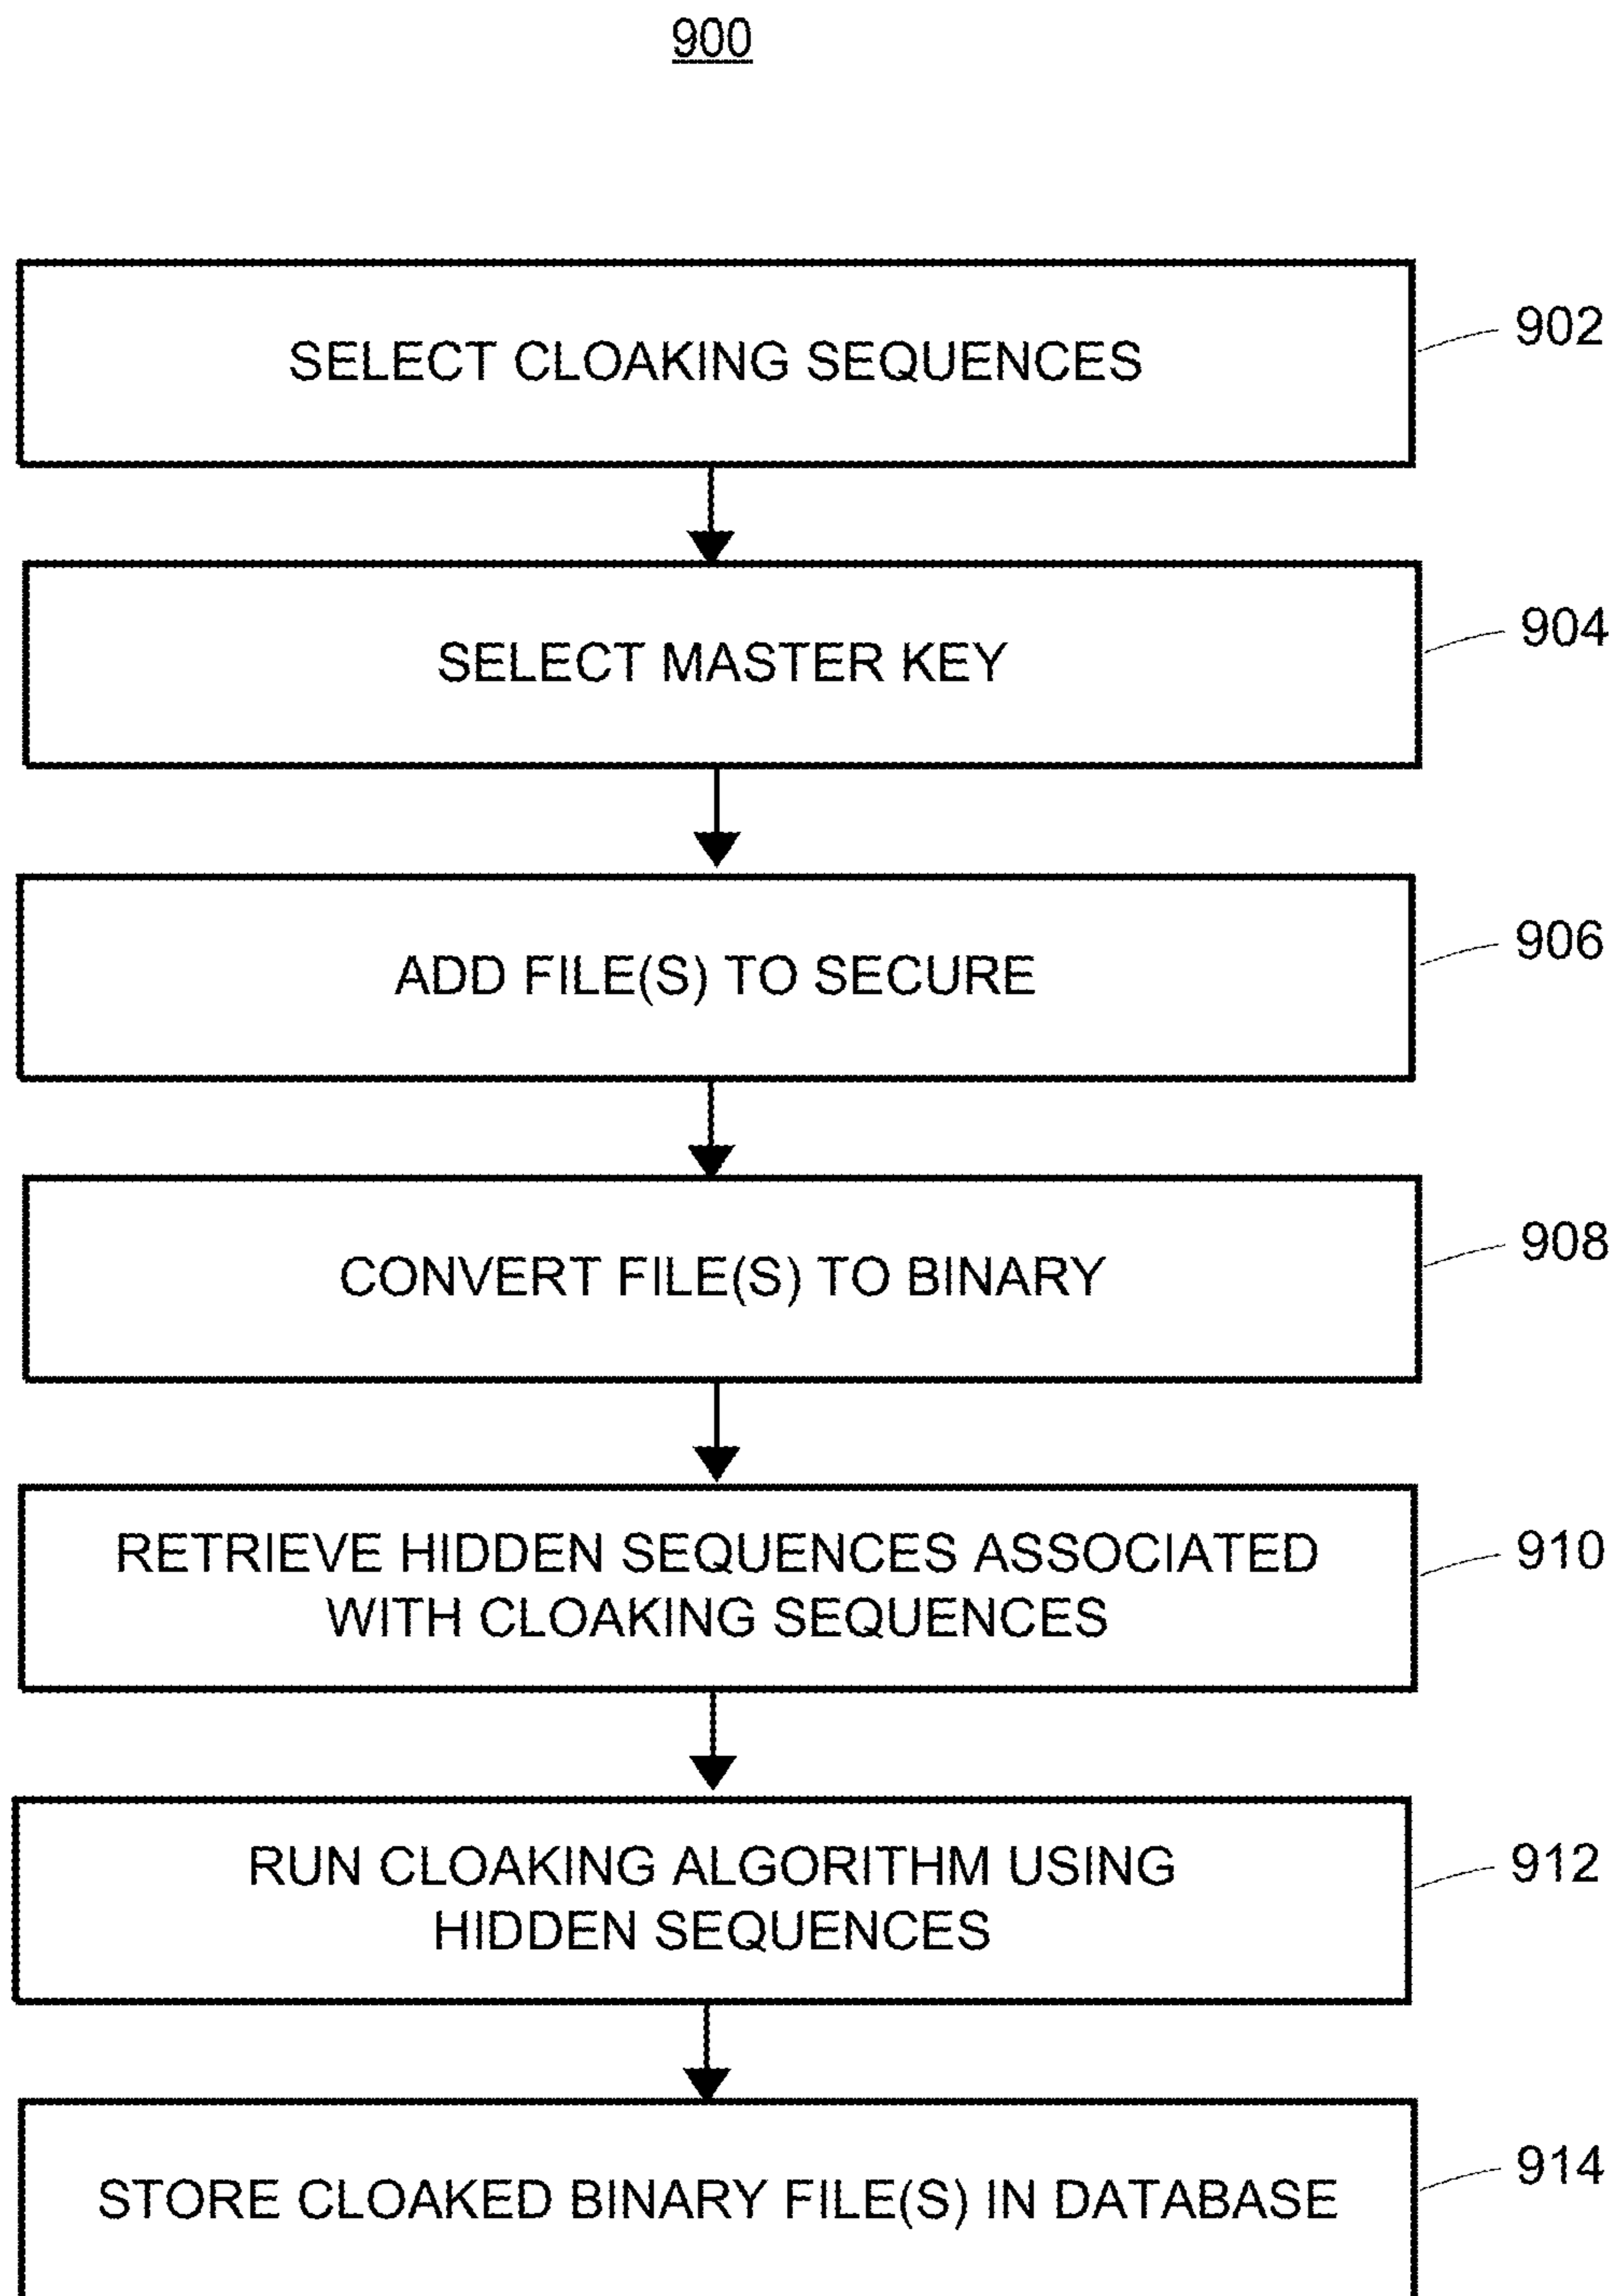 900
SELECT CLOAKING SEQUENCES
902
SELECT MASTER KEY
904
ADD FILE(S) TO SECURE
906
CONVERT FILE(S) TO BINARY
908
RETRIEVE HIDDEN SEQUENCES ASSOCIATED
WITH CLOAKING SEQUENCES
910
RUN CLOAKING ALGORITHM USING
HIDDEN SEQUENCES
912
STORE CLOAKED BINARY FILE(S) IN DATABASE
914